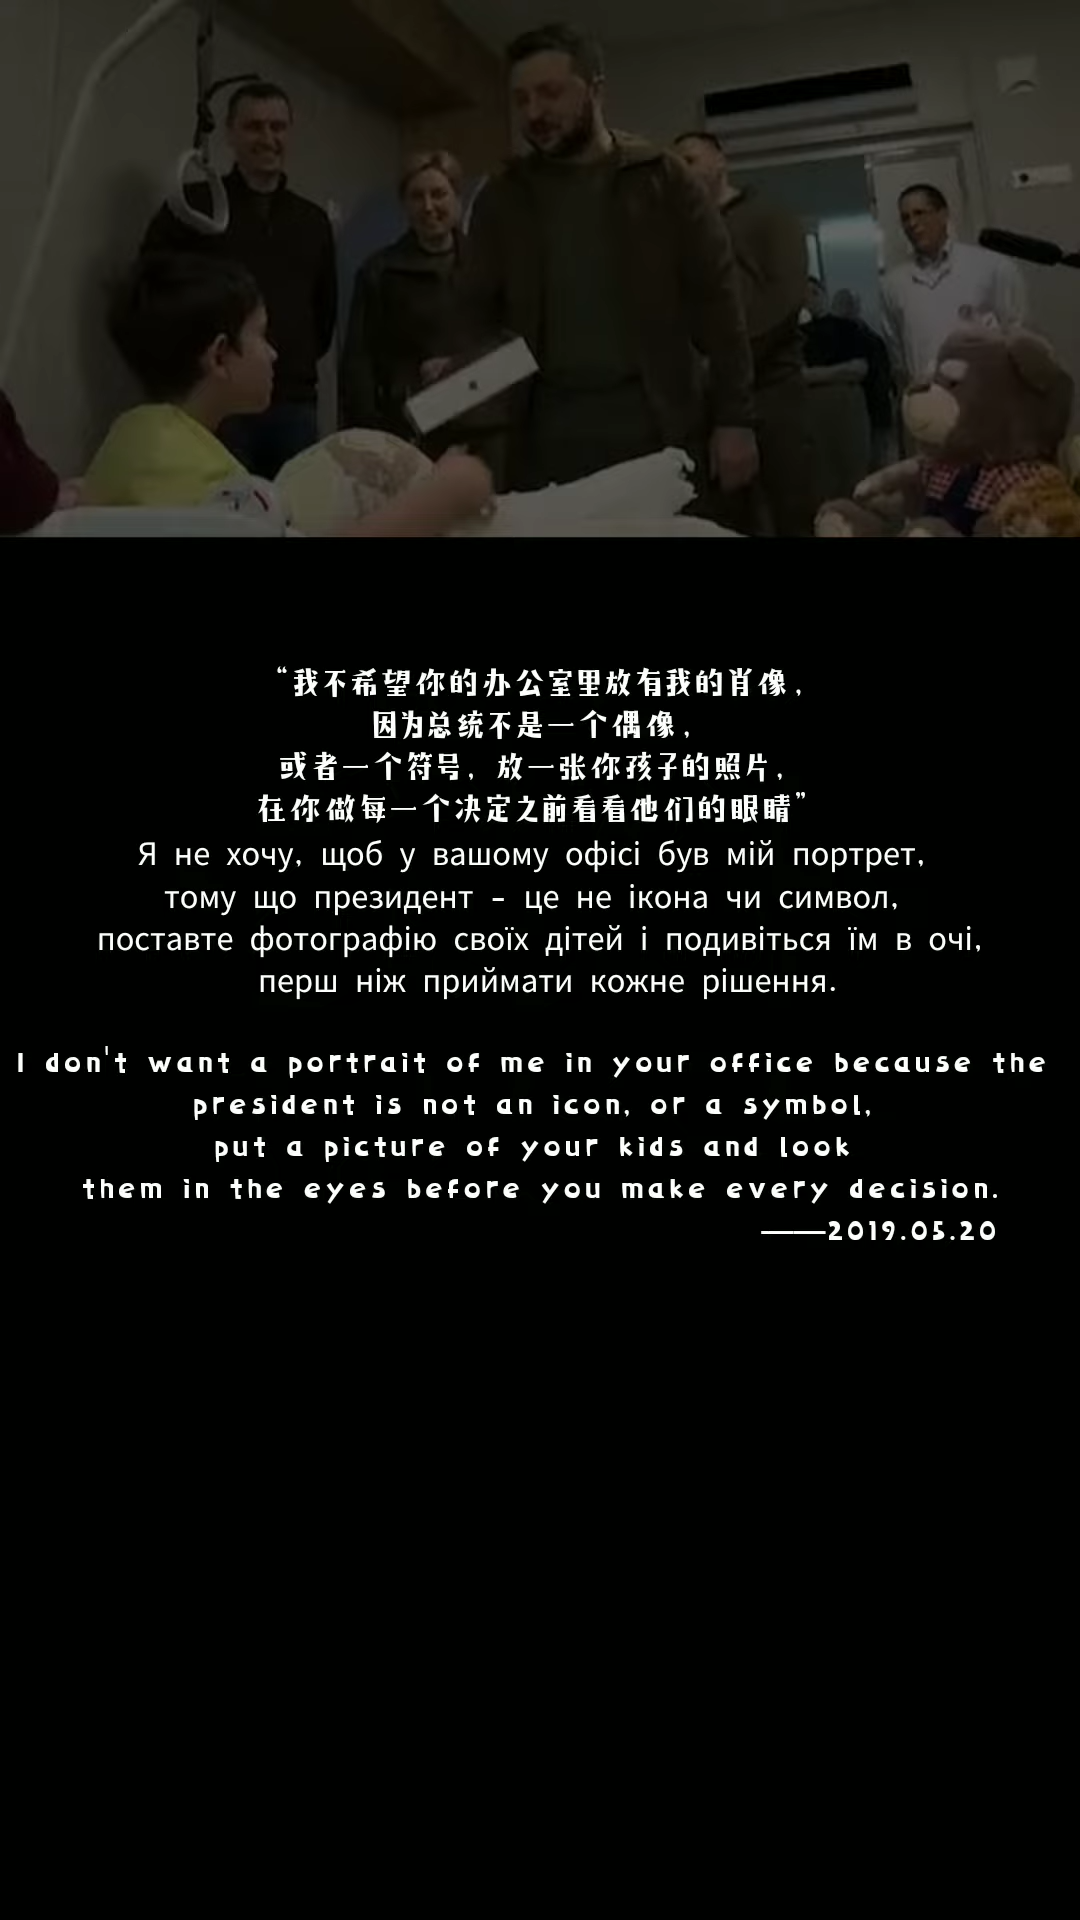 “我不希望你的办公室里放有我的肖像，
因为总统不是一个偶像，
或者一个符号，放一张你孩子的照片，
在你做每一个决定之前看看他们的眼睛”
Я не хочу, щоб у вашому офісі був мій портрет,
тому що президент - це не ікона чи символ,
поставте фотографію своїх дітей і подивіться їм в очі,
перш ніж приймати кожне рішення.
I don't want a portrait of me in your office because the
president is not an icon, or a symbol,
put a picture of your kids and look
them in the eyes before you make every decision.
——2019.05.20